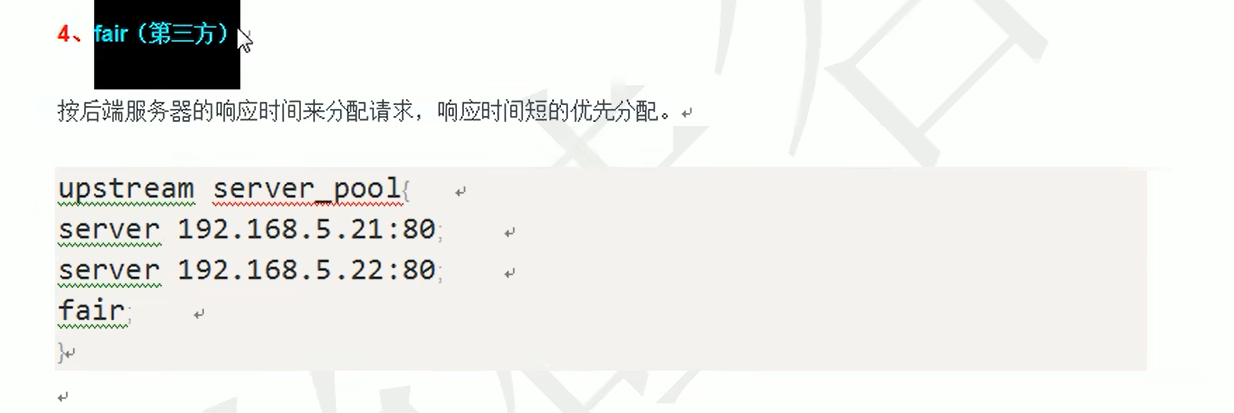 4、fair（第三方）
按后端服务器的响应时间来分配请求，响应时间短的优先分配。
upstream server_pool{
server 192.168.5.21:80;
server 192.168.5.22:80;
fair;
}